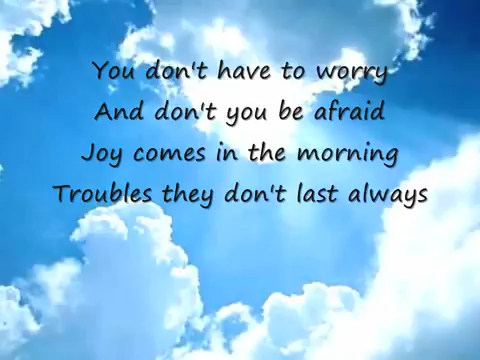 You don't have to worry
And don't you be afraid
Joy comes in the morning
Troubles they don't last always